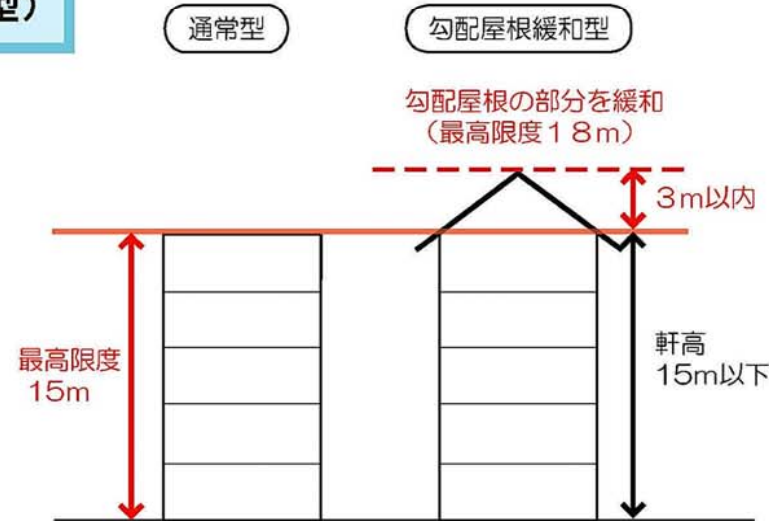 型）
通常型
勾配屋根緩和型
勾配屋根の部分を緩和
（最高限度１８ｍ）
３ｍ以内
最高限度
15m
軒高
15m以下